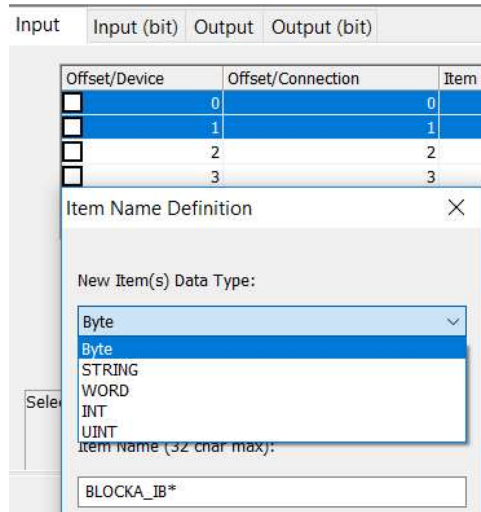 Input Input (bit) Output Output (bit)
Offset/Device Offset/Connection Item
0 0
1 1
2 2
3 3
Item Name Definition
New Item(s) Data Type:
Byte
Byte
STRING
WORD
INT
UINT
Item Name (32 char max):
BLOCKA_IB*